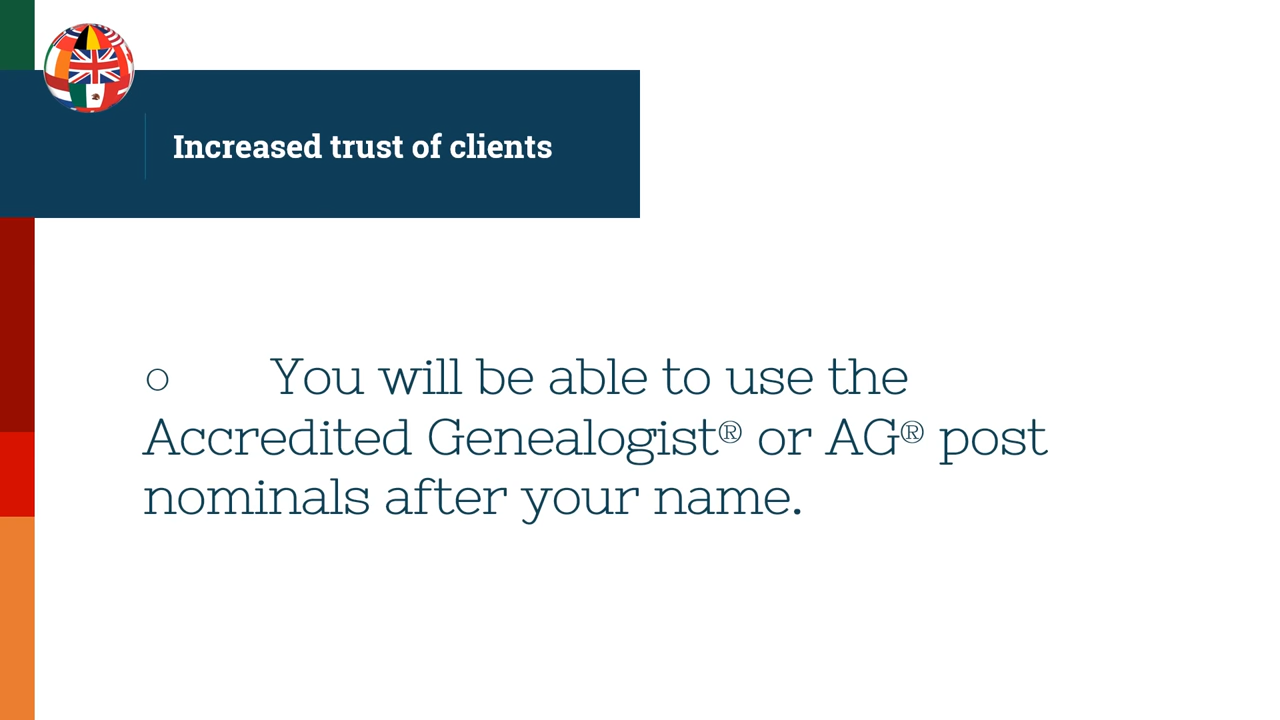 Increased trust of clients
○ You will be able to use the
Accredited Genealogist® or AG® post
nominals after your name.